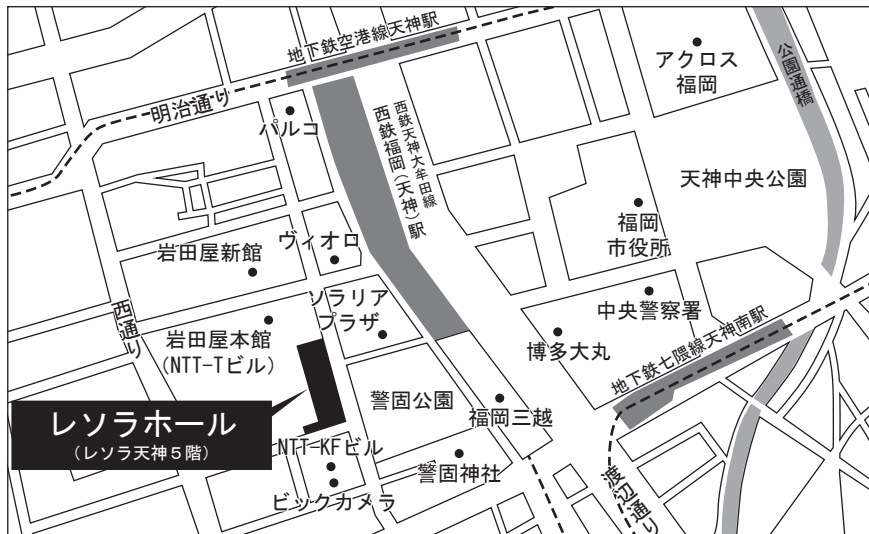 地下鉄空港線天神駅
明治通り
パルコ
西鉄天神大牟田線
西鉄福岡(天神)駅
アクロス
福岡
公園通橋
天神中央公園
福岡
市役所
岩田屋新館
ヴィオロ
西通り
岩田屋本館
(NTT-Tビル)
ソラリア
プラザ
中央警察署
博多大丸
地下鉄七隈線天神南駅
警固公園
福岡三越
レソラホール
(レソラ天神5階)
NTT-KFビル
ビックカメラ
警固神社
渡辺通り